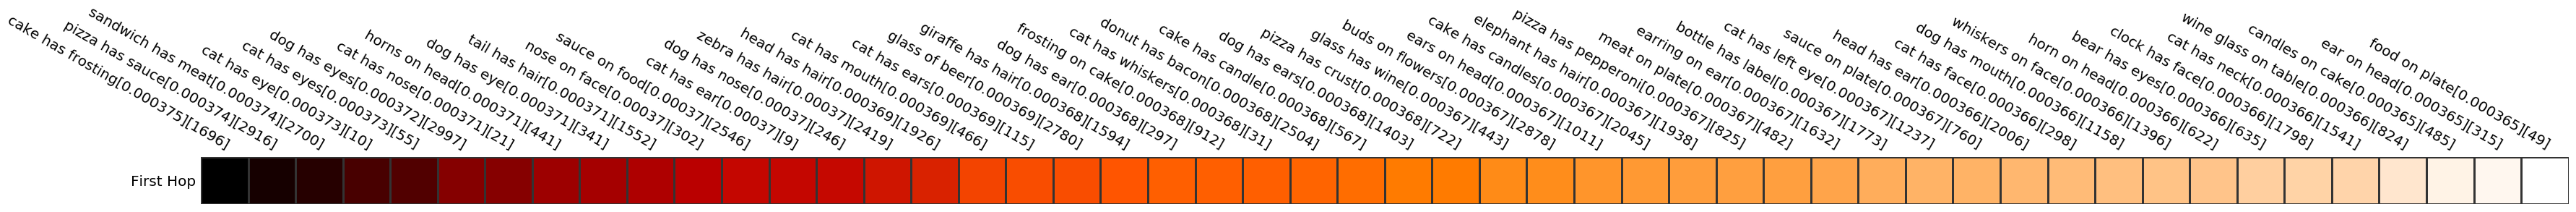 cake has frosting[0.000375][1696]
pizza has sauce[0.000374][2916]
sandwich has meat[0.000374][2700]
cat has eye[0.000373][10]
cat has eyes[0.000373][55]
dog has eyes[0.000372][2997]
cat has nose[0.000371][21]
horns on head[0.000371][441]
dog has eye[0.000371][341]
tail has hair[0.000371][1552]
nose on face[0.00037][302]
sauce on food[0.00037][2546]
cat has ear[0.00037][9]
dog has nose[0.00037][246]
zebra has hair[0.00037][2419]
head has hair[0.000369][1926]
cat has mouth[0.000369][466]
cat has ears[0.000369][115]
glass of beer[0.000369][2780]
giraffe has hair[0.000368][1594]
dog has ear[0.000368][297]
frosting on cake[0.000368][912]
cat has whiskers[0.000368][31]
donut has bacon[0.000368][2504]
cake has candle[0.000368][567]
dog has ears[0.000368][1403]
pizza has crust[0.000368][722]
glass has wine[0.000367][443]
buds on flowers[0.000367][2878]
ears on head[0.000367][1011]
cake has candles[0.000367][2045]
elephant has hair[0.000367][1938]
pizza has pepperoni[0.000367][825]
meat on plate[0.000367][482]
earring on ear[0.000367][1632]
bottle has label[0.000367][1773]
cat has left eye[0.000367][1237]
sauce on plate[0.000367][760]
head has ear[0.000366][2006]
cat has face[0.000366][298]
dog has mouth[0.000366][1158]
whiskers on face[0.000366][1396]
horn on head[0.000366][622]
bear has eyes[0.000366][635]
clock has face[0.000366][1798]
cat has neck[0.000366][1541]
wine glass on table[0.000366][824]
candles on cake[0.000365][485]
ear on head[0.000365][315]
food on plate[0.000365][49]
First Hop